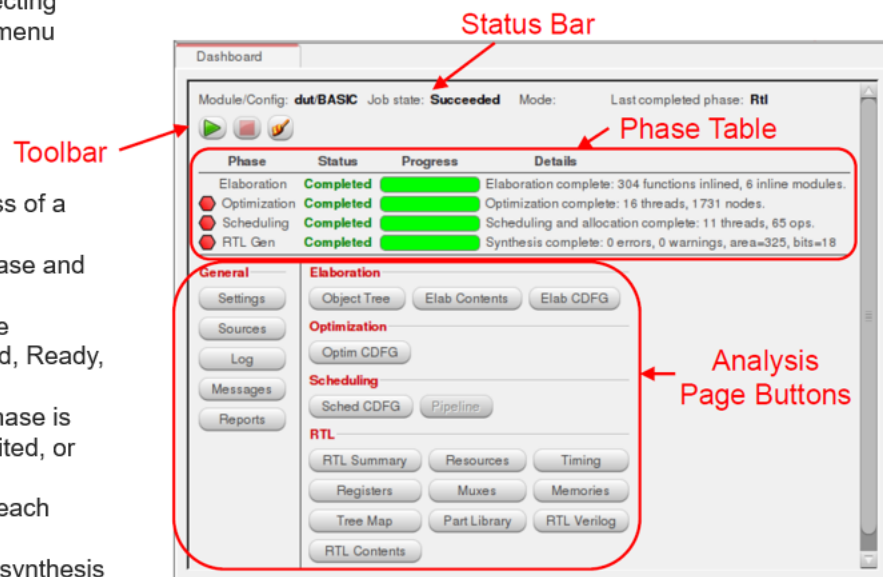 ecting
menu
Status Bar
Dashboard
Module/Config: dut/BASIC Job state: Succeeded Mode: Last completed phase: Rtl
Toolbar
Phase Table
Phase Status Progress Details
Elaboration Completed Elaboration complete: 304 functions inlined, 6 inline modules.
Optimization Completed Optimization complete: 16 threads, 1731 nodes.
Scheduling Completed Scheduling and allocation complete: 11 threads, 65 ops.
RTL Gen Completed Synthesis complete: 0 errors, 0 warnings, area=325, bits=18
ss of a
ase and
e
d, Ready,
hase is
ited, or
each
synthesis
General
Settings
Sources
Log
Messages
Reports
Elaboration
Object Tree Elab Contents Elab CDFG
Optimization
Optim CDFG
Scheduling
Sched CDFG Pipeline
RTL
RTL Summary Resources Timing
Registers Muxes Memories
Tree Map Part Library RTL Verilog
RTL Contents
Analysis
Page Buttons